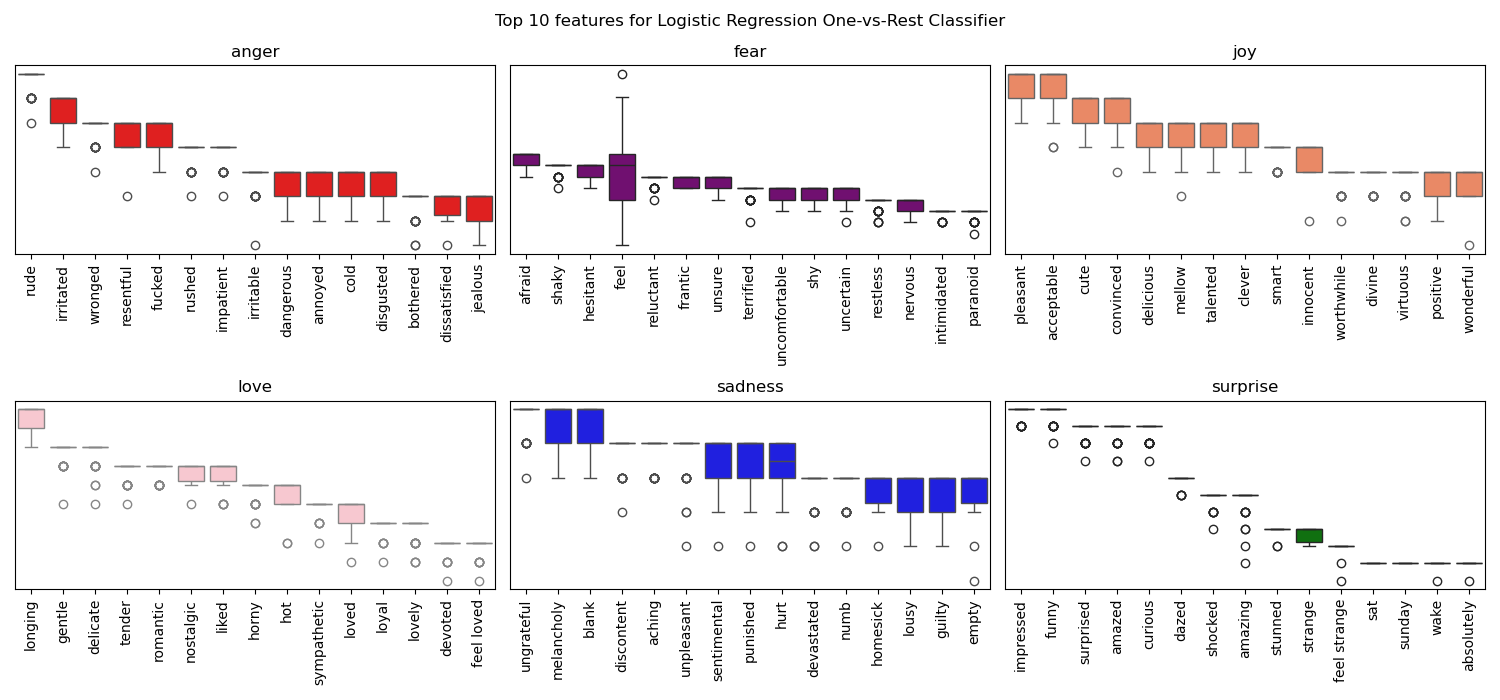 Top 10 features for Logistic Regression One-vs-Rest Classifier
anger
fear
joy
rude
irritated
wronged
resentful
fucked
rushed
impatient
irritable
dangerous
annoyed
cold
disgusted
bothered
dissatisfied
jealous
afraid
shaky
hesitant
feel
reluctant
frantic
unsure
terrified
uncomfortable
shy
uncertain
restless
nervous
intimidated
paranoid
pleasant
acceptable
cute
convinced
delicious
mellow
talented
clever
smart
innocent
worthwhile
divine
virtuous
positive
wonderful
love
sadness
surprise
longing
gentle
delicate
tender
romantic
nostalgic
liked
horny
hot
sympathetic
loved
loyal
lovely
devoted
feel loved
ungrateful
melancholy
blank
discontent
aching
unpleasant
sentimental
punished
hurt
devastated
numb
homesick
lousy
guilty
empty
impressed
funny
surprised
amazed
curious
dazed
shocked
amazing
stunned
strange
feel strange
sat
sunday
wake
absolutely